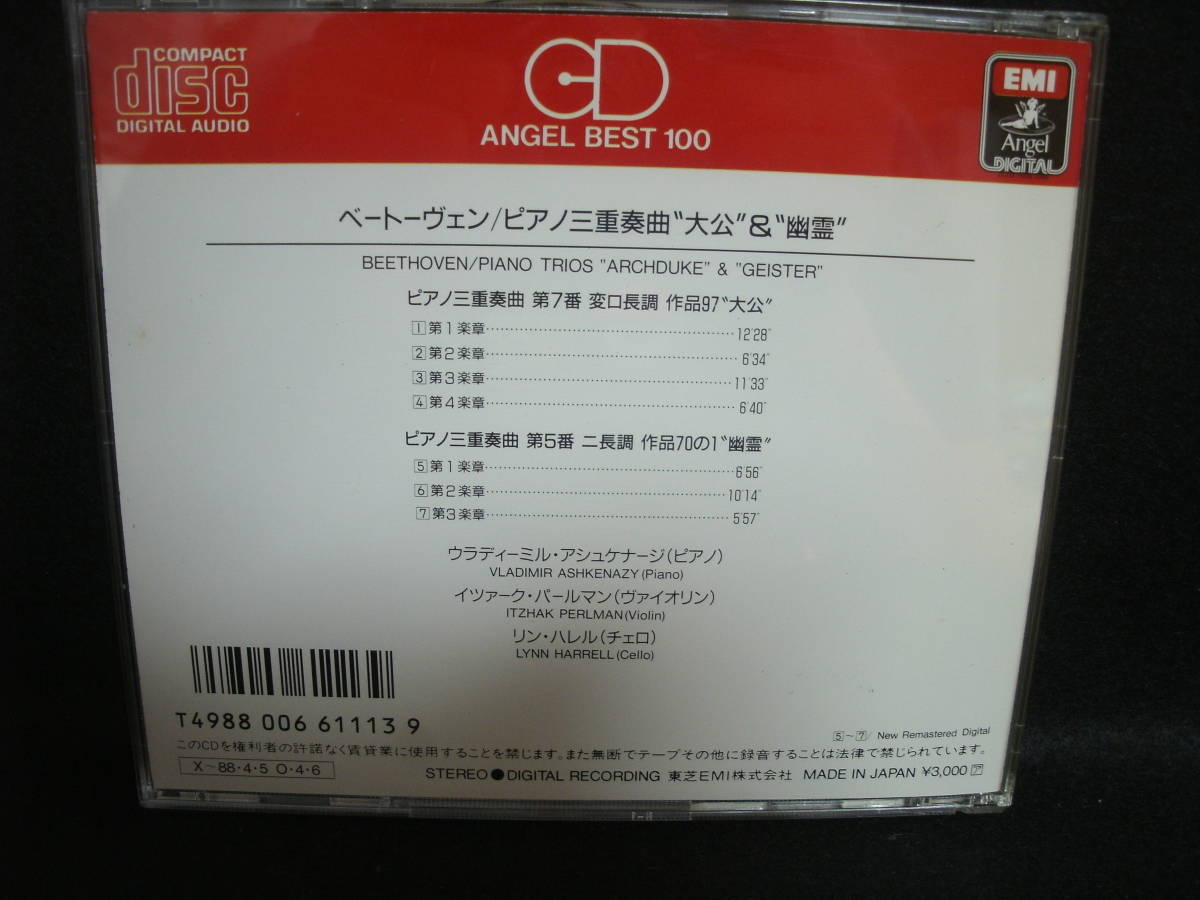 COMPACT
disc
DIGITAL AUDIO
CD
ANGEL BEST 100
EMI
Angel
DIGITAL
ベートーヴェン/ピアノ三重奏曲“大公”&“幽霊”
BEETHOVEN/PIANO TRIOS "ARCHDUKE" & "GEISTER"
ピアノ三重奏曲 第7番 変ロ長調 作品97“大公”
1 第1楽章 12'28"
2 第2楽章 6'34"
3 第3楽章 11'33"
4 第4楽章 6'40"
ピアノ三重奏曲 第5番 ニ長調 作品70の1“幽霊”
5 第1楽章 6'56"
6 第2楽章 10'14"
7 第3楽章 5'57"
ウラディーミル・アシュケナージ(ピアノ)
VLADIMIR ASHKENAZY (Piano)
イツァーク・パールマン(ヴァイオリン)
ITZHAK PERLMAN (Violin)
リン・ハレル(チェロ)
LYNN HARRELL (Cello)
T4988 006 61113 9
5~7/ New Remastered Digital
このCDを権利者の許諾なく賃貸業に使用することを禁じます。また無断でテープその他に録音することは法律で禁じられています。
X~88・4・5 O・4・6
STEREO●DIGITAL RECORDING 東芝EMI株式会社 MADE IN JAPAN ¥3,000 ア